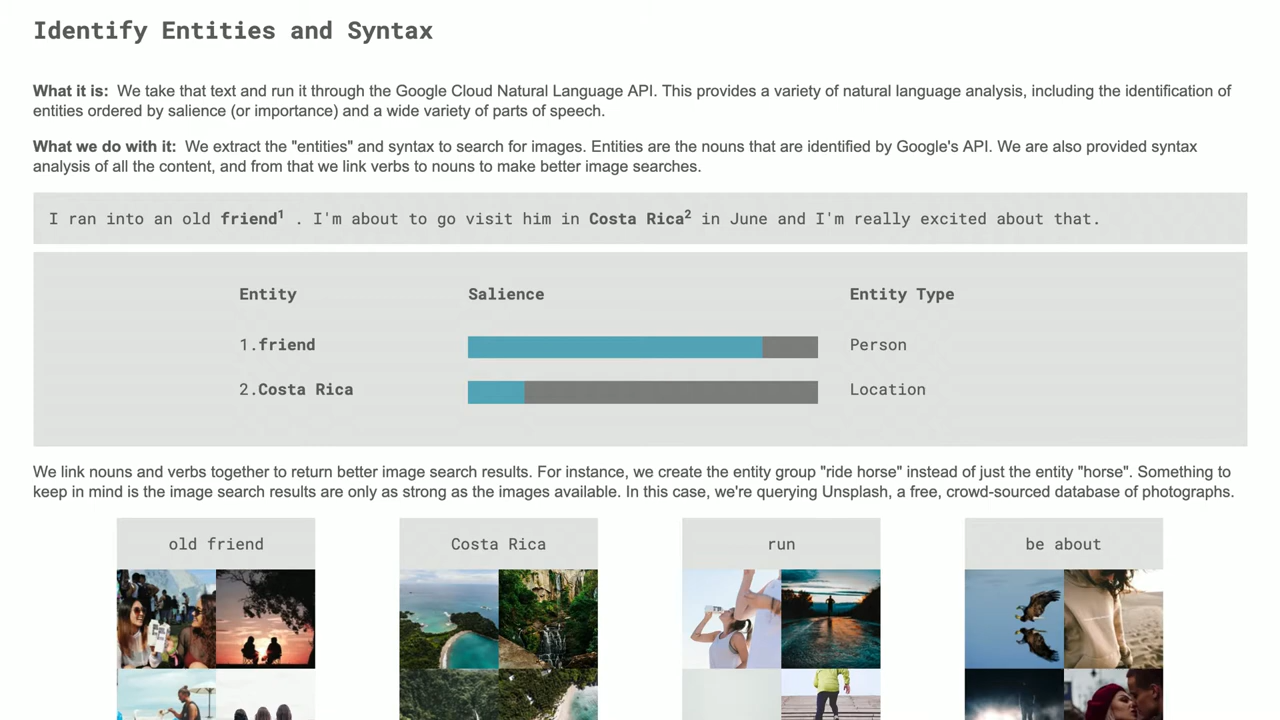 Identify Entities and Syntax
What it is: We take that text and run it through the Google Cloud Natural Language API. This provides a variety of natural language analysis, including the identification of
entities ordered by salience (or importance) and a wide variety of parts of speech.
What we do with it: We extract the "entities" and syntax to search for images. Entities are the nouns that are identified by Google's API. We are also provided syntax
analysis of all the content, and from that we link verbs to nouns to make better image searches.
I ran into an old friend¹ . I'm about to go visit him in Costa Rica² in June and I'm really excited about that.
Entity Salience Entity Type
1.friend Person
2.Costa Rica Location
We link nouns and verbs together to return better image search results. For instance, we create the entity group "ride horse" instead of just the entity "horse". Something to
keep in mind is the image search results are only as strong as the images available. In this case, we're querying Unsplash, a free, crowd-sourced database of photographs.
old friend Costa Rica run be about